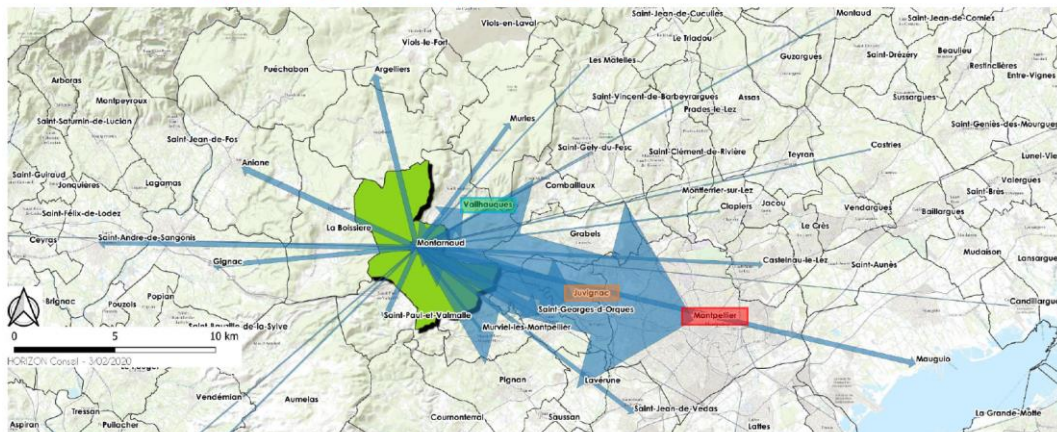 Viols-en-Laval
Saint-Jean-de-Cuculles
Montaud
Saint-Jean-de-Cornies
Viols-le-Fort
Le Triadou
Guzargues
Saint-Drézéry
Beaulieu
Restinclières
Entre-Vignes
Arboras
Puéchabon
Argelliers
Les Matelles
Montpeyroux
Saint-Vincent-de-Barbeyrargues
Assas
Sussargues
Prades-le-Lez
Saint-Saturnin-de-Lucian
Murles
Saint-Geniès-des-Mourgues
Saint-Jean-de-Fos
Saint-Gély-du-Fesc
Saint-Clément-de-Rivière
Teyran
Castries
Lunel-Vie
Aniane
Saint-Guiraud
Jonquières
Lagamas
Combaillaux
Montferrier-sur-Lez
Valergues
Saint-Brès
Vailhauquès
Clapiers
Jacou
Vendargues
Baillargues
Saint-Félix-de-Lodez
La Boissière
Le Crès
Grabels
Ceyras
Saint-André-de-Sangonis
Montarnaud
Mudaison
Lansargues
Gignac
Castelnau-le-Lez
Saint-Aunès
Brignac
Pouzols
Popian
Juvignac
Candillargues
Saint-Georges-d-Orques
Saint-Paul-et-Valmalle
Montpellier
Murviel-lès-Montpellier
0 5 10 km
HORIZON Conseil - 3/02/2020
Mauguio
Pignan
Lavérune
Vendémian
Aumelas
Saint-Jean-de-Védas
Tressan
Puilacher
Cournonterral
Saussan
Lattes
La Grande-Motte
Aspiran